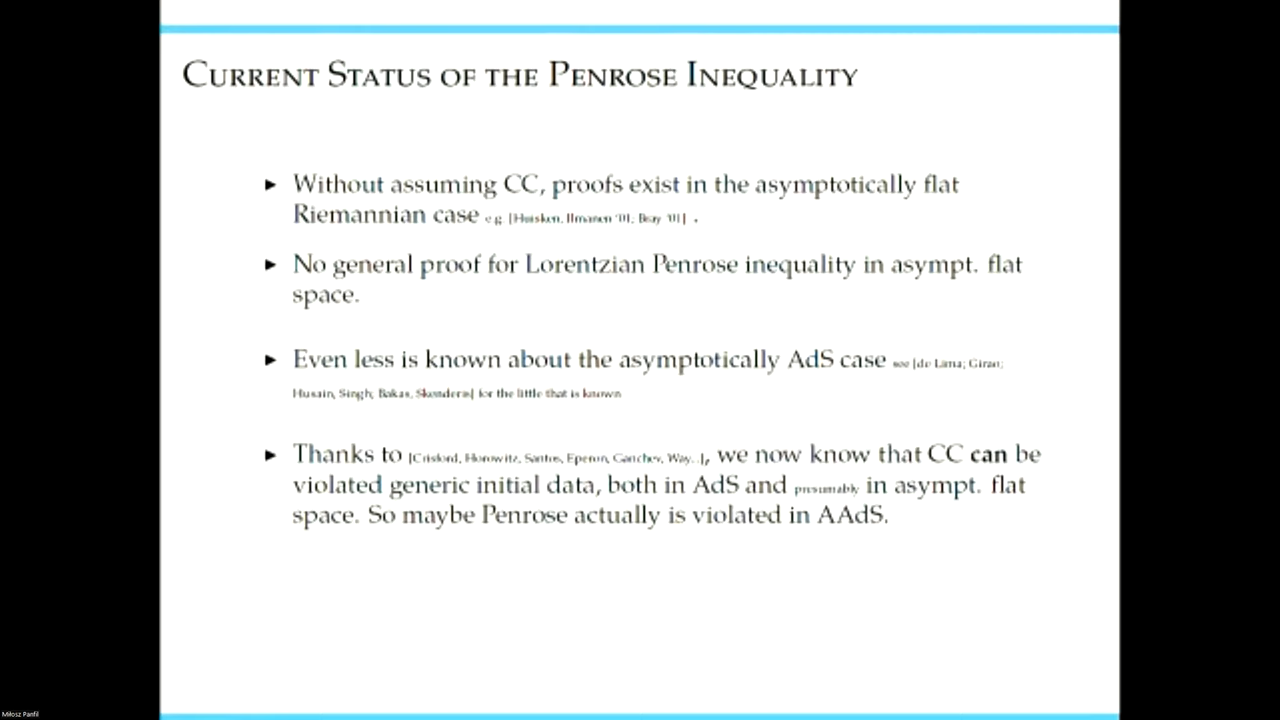 CURRENT STATUS OF THE PENROSE INEQUALITY
▶ Without assuming CC, proofs exist in the asymptotically flat
Riemannian case e.g. [Huisken, Ilmanen '01; Bray '01] .
▶ No general proof for Lorentzian Penrose inequality in asympt. flat
space.
▶ Even less is known about the asymptotically AdS case see [de Lima; Girao;
Husain, Singh; Bakas, Skenderis] for the little that is known
▶ Thanks to [Crisford, Horowitz, Santos, Eperon, Ganchev, Way..], we now know that CC can be
violated generic initial data, both in AdS and presumably in asympt. flat
space. So maybe Penrose actually is violated in AAdS.
Miłosz Panfil